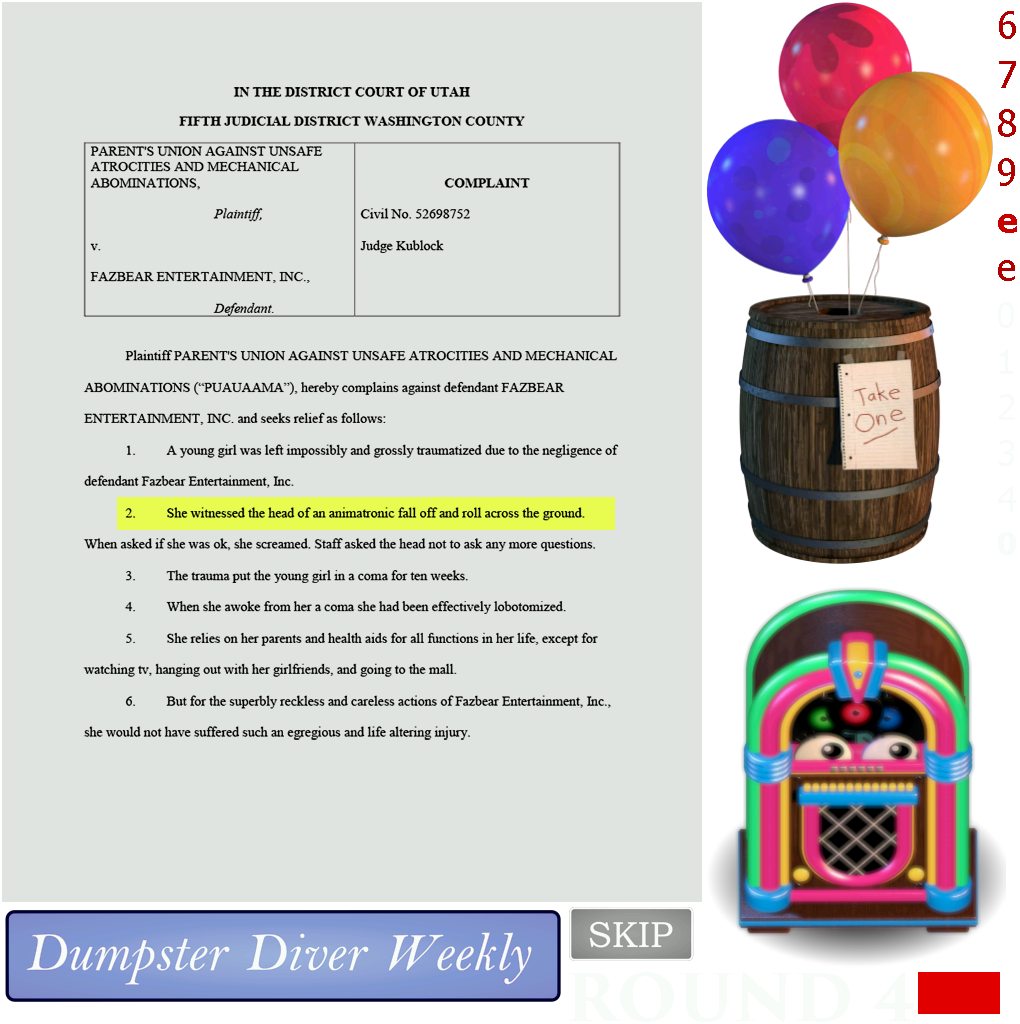 IN THE DISTRICT COURT OF UTAH
FIFTH JUDICIAL DISTRICT WASHINGTON COUNTY
PARENT'S UNION AGAINST UNSAFE
ATROCITIES AND MECHANICAL
ABOMINATIONS,
Plaintiff,
v.
FAZBEAR ENTERTAINMENT, INC.,
Defendant.
COMPLAINT
Civil No. 52698752
Judge Kublock
Plaintiff PARENT'S UNION AGAINST UNSAFE ATROCITIES AND MECHANICAL
ABOMINATIONS (“PUAUAAMA”), hereby complains against defendant FAZBEAR
ENTERTAINMENT, INC. and seeks relief as follows:
1. A young girl was left impossibly and grossly traumatized due to the negligence of
defendant Fazbear Entertainment, Inc.
2. She witnessed the head of an animatronic fall off and roll across the ground.
When asked if she was ok, she screamed. Staff asked the head not to ask any more questions.
3. The trauma put the young girl in a coma for ten weeks.
4. When she awoke from her a coma she had been effectively lobotomized.
5. She relies on her parents and health aids for all functions in her life, except for
watching tv, hanging out with her girlfriends, and going to the mall.
6. But for the superbly reckless and careless actions of Fazbear Entertainment, Inc.,
she would not have suffered such an egregious and life altering injury.
Take
One
6
7
8
9
e
e
0
1
2
3
4
0
Dumpster Diver Weekly
SKIP
ROUND 4